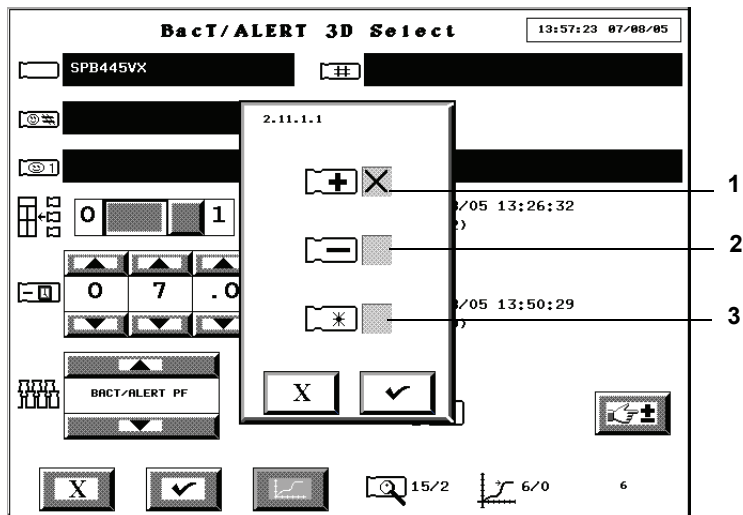 BacT/ALERT 3D Select
13:57:23 07/08/05
SPB445VX
2.11.1.1
1
0 1
/05 13:26:32
2)
2
0 7 .0
/05 13:50:29
3
BACT/ALERT PF
X
X
15/2 6/0 6